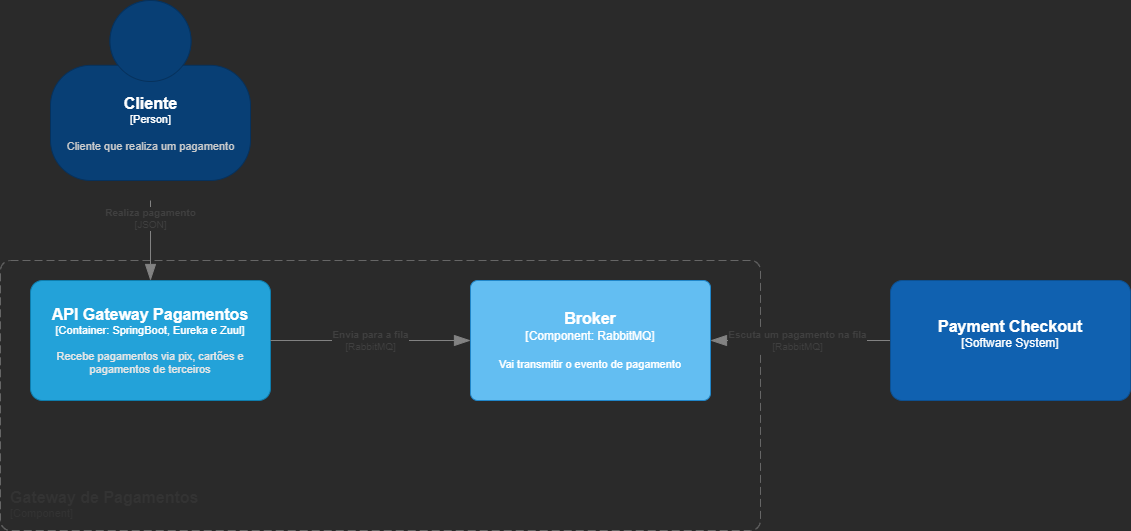 Cliente
[Person]
Cliente que realiza um pagamento
Realiza pagamento
[JSON]
API Gateway Pagamentos
[Container: SpringBoot, Eureka e Zuul]
Recebe pagamentos via pix, cartões e
pagamentos de terceiros
Envia para a fila
[RabbitMQ]
Broker
[Component: RabbitMQ]
Vai transmitir o evento de pagamento
Escuta um pagamento na fila
[RabbitMQ]
Payment Checkout
[Software System]
Gateway de Pagamentos
[Component]